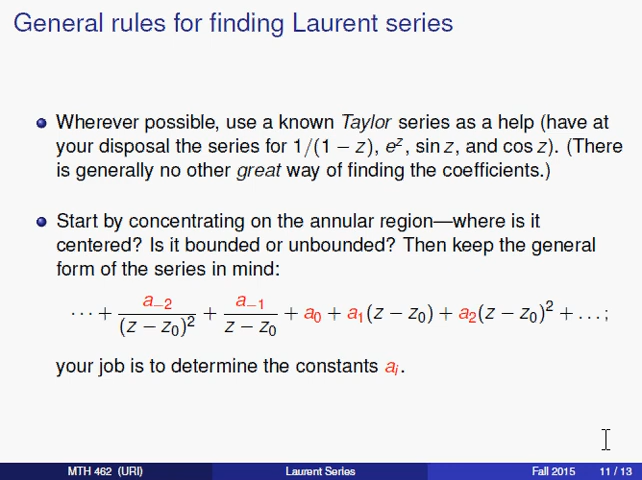 General rules for finding Laurent series
Wherever possible, use a known Taylor series as a help (have at
your disposal the series for 1/(1 − z), e^z, sin z, and cos z). (There
is generally no other great way of finding the coefficients.)
Start by concentrating on the annular region—where is it
centered? Is it bounded or unbounded? Then keep the general
form of the series in mind:
⋯ + a₋₂/(z − z₀)² + a₋₁/(z − z₀) + a₀ + a₁(z − z₀) + a₂(z − z₀)² + . . . ;
your job is to determine the constants aᵢ.
MTH 462 (URI) Laurent Series Fall 2015 11 / 13